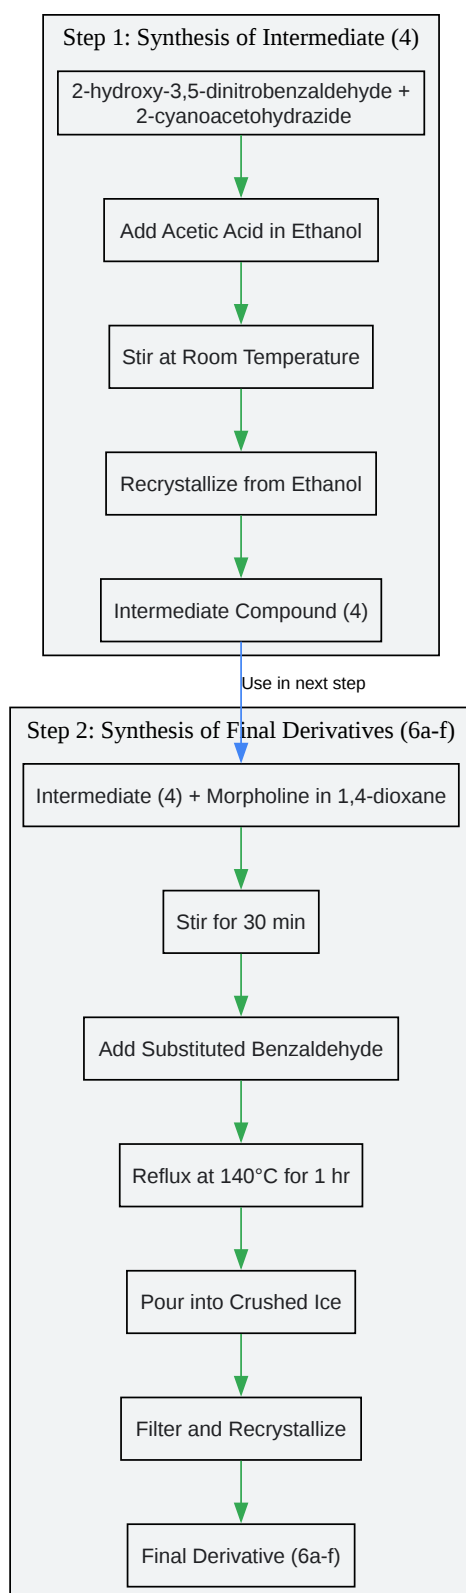 Step 1: Synthesis of Intermediate (4)
2-hydroxy-3,5-dinitrobenzaldehyde +
2-cyanoacetohydrazide
Add Acetic Acid in Ethanol
Stir at Room Temperature
Recrystallize from Ethanol
Intermediate Compound (4)
Use in next step
Step 2: Synthesis of Final Derivatives (6a-f)
Intermediate (4) + Morpholine in 1,4-dioxane
Stir for 30 min
Add Substituted Benzaldehyde
Reflux at 140°C for 1 hr
Pour into Crushed Ice
Filter and Recrystallize
Final Derivative (6a-f)